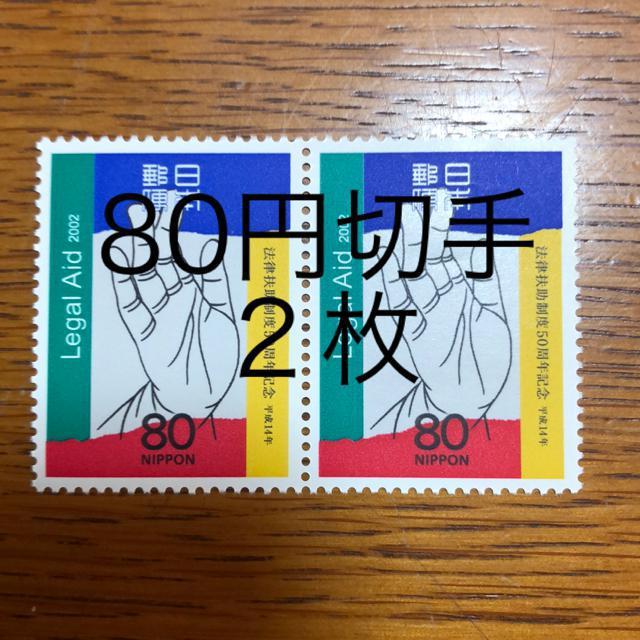 80円切手
2枚
Legal Aid 2002
日本郵便
法律扶助制度50周年記念 平成14年
80
NIPPON
Legal Aid 2002
日本郵便
法律扶助制度50周年記念 平成14年
80
NIPPON